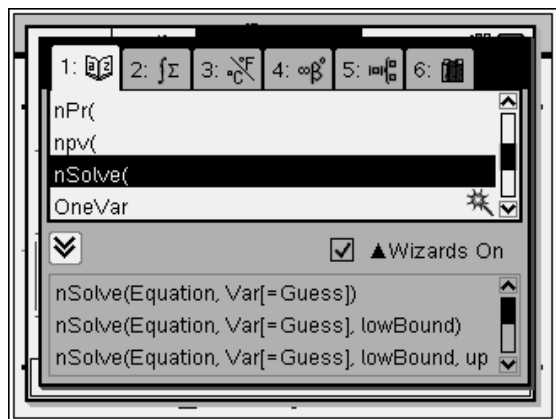 1: 2: ∫Σ 3: °C°F 4: ∞β° 5: 6:
nPr(
npv(
nSolve(
OneVar
▲Wizards On
nSolve(Equation, Var[=Guess])
nSolve(Equation, Var[=Guess], lowBound)
nSolve(Equation, Var[=Guess], lowBound, up